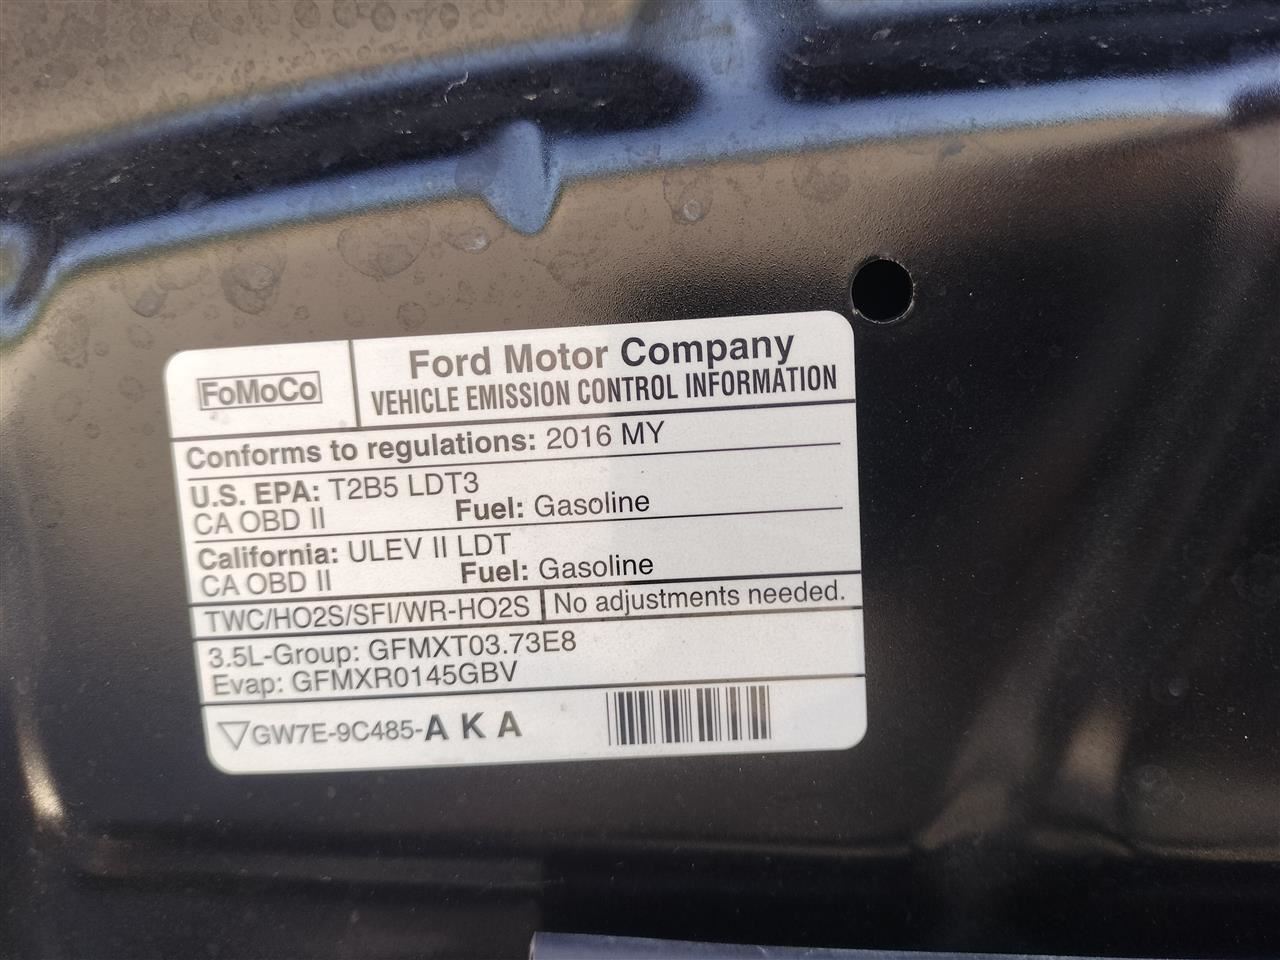 FoMoCo
Ford Motor Company
VEHICLE EMISSION CONTROL INFORMATION
Conforms to regulations: 2016 MY
U.S. EPA: T2B5 LDT3
CA OBD II Fuel: Gasoline
California: ULEV II LDT
CA OBD II Fuel: Gasoline
TWC/HO2S/SFI/WR-HO2S No adjustments needed.
3.5L-Group: GFMXT03.73E8
Evap: GFMXR0145GBV
▽GW7E-9C485-A K A